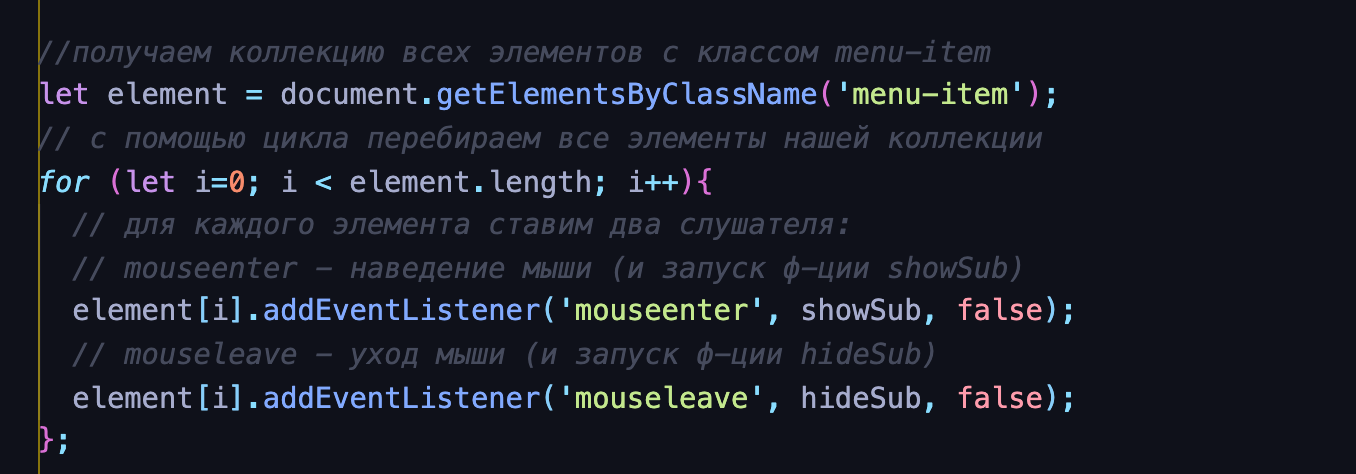 //получаем коллекцию всех элементов с классом menu-item
let element = document.getElementsByClassName('menu-item');
// с помощью цикла перебираем все элементы нашей коллекции
for (let i=0; i < element.length; i++){
  // для каждого элемента ставим два слушателя:
  // mouseenter - наведение мыши (и запуск ф-ции showSub)
  element[i].addEventListener('mouseenter', showSub, false);
  // mouseleave - уход мыши (и запуск ф-ции hideSub)
  element[i].addEventListener('mouseleave', hideSub, false);
};